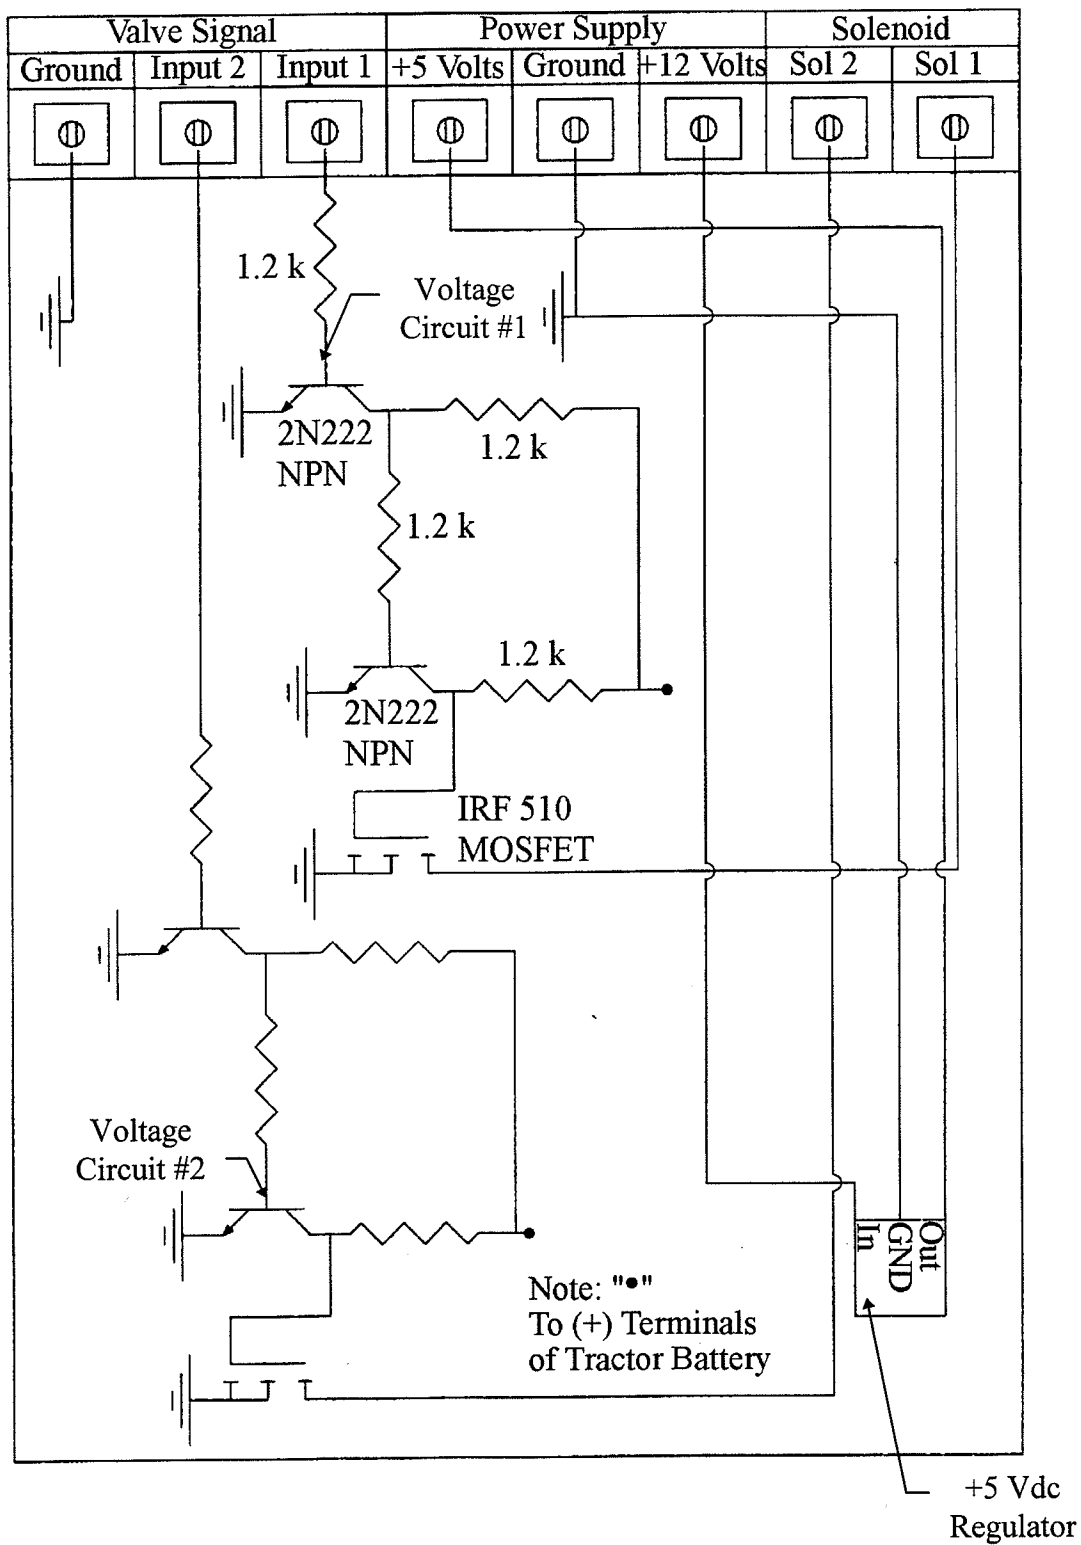 Valve Signal Power Supply Solenoid
Ground Input 2 Input 1 +5 Volts Ground +12 Volts Sol 2 Sol 1
1.2 k
Voltage
Circuit #1
2N222
NPN
1.2 k
1.2 k
1.2 k
2N222
NPN
IRF 510
MOSFET
Voltage
Circuit #2
In
GND
Out
Note: "•"
To (+) Terminals
of Tractor Battery
+5 Vdc
Regulator